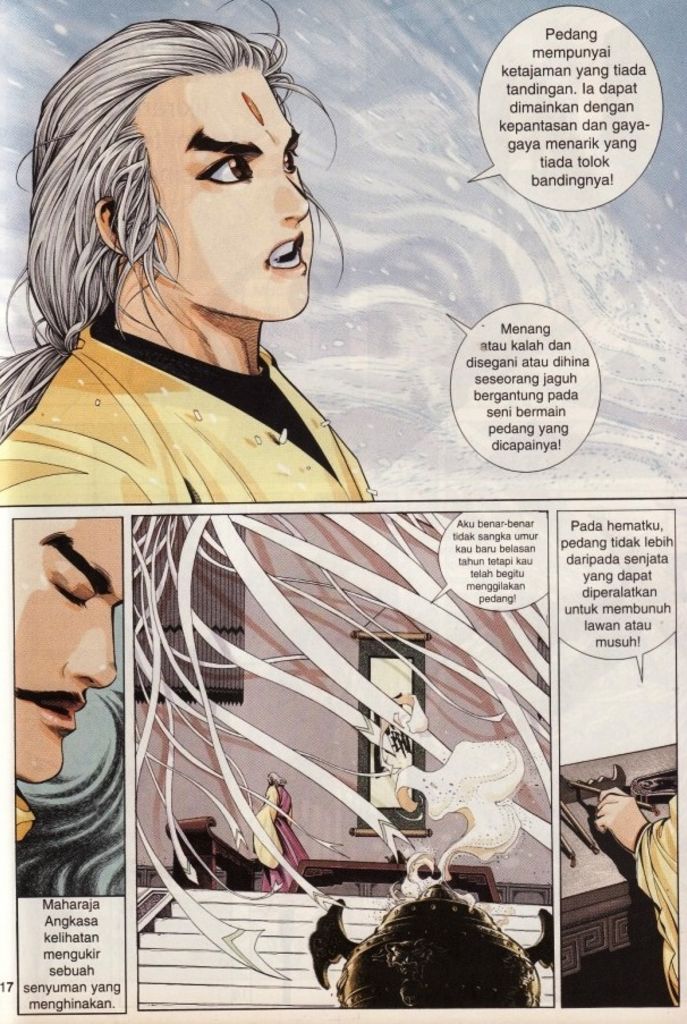 Pedang
mempunyai
ketajaman yang tiada
tandingan. Ia dapat
dimainkan dengan
kepantasan dan gaya-
gaya menarik yang
tiada tolok
bandingnya!
Menang
atau kalah dan
disegani atau dihina
seseorang jaguh
bergantung pada
seni bermain
pedang yang
dicapainya!
Maharaja
Angkasa
kelihatan
mengukir
sebuah
senyuman yang
menghinakan.
Aku benar-benar
tidak sangka umur
kau baru belasan
tahun tetapi kau
telah begitu
menggilakan
pedang!
Pada hematku,
pedang tidak lebih
daripada senjata
yang dapat
diperalatkan
untuk membunuh
lawan atau
musuh!
17